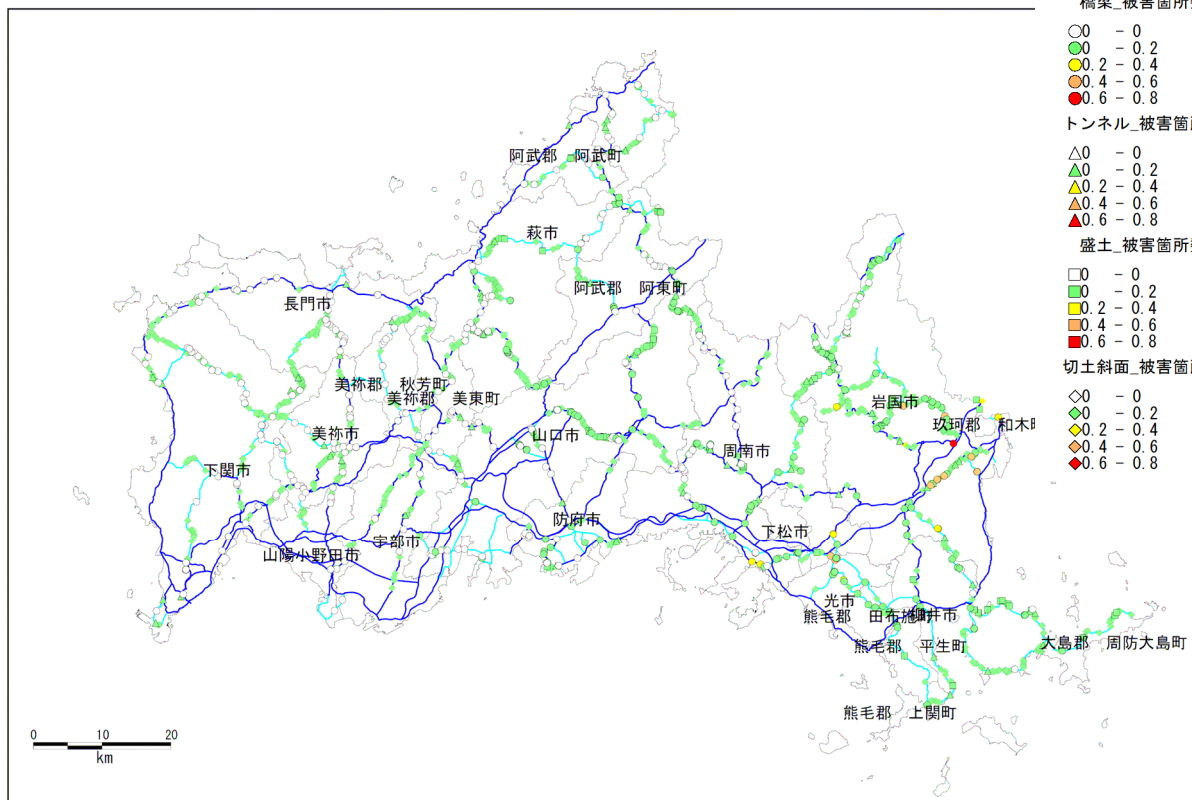 橋梁_被害箇所
0 - 0
0 - 0.2
0.2 - 0.4
0.4 - 0.6
0.6 - 0.8
トンネル_被害箇所
0 - 0
0 - 0.2
0.2 - 0.4
0.4 - 0.6
0.6 - 0.8
盛土_被害箇所
0 - 0
0 - 0.2
0.2 - 0.4
0.4 - 0.6
0.6 - 0.8
切土斜面_被害箇所
0 - 0
0 - 0.2
0.2 - 0.4
0.4 - 0.6
0.6 - 0.8
阿武郡 阿武町
萩市
阿武郡 阿東町
長門市
美祢郡 秋芳町
美祢郡 美東町
岩国市
玖珂郡 和木町
美祢市
山口市
周南市
下関市
防府市
下松市
宇部市
山陽小野田市
光市
熊毛郡 田布施
井市
熊毛郡 平生町
大島郡 周防大島町
熊毛郡 上関町
0 10 20
km